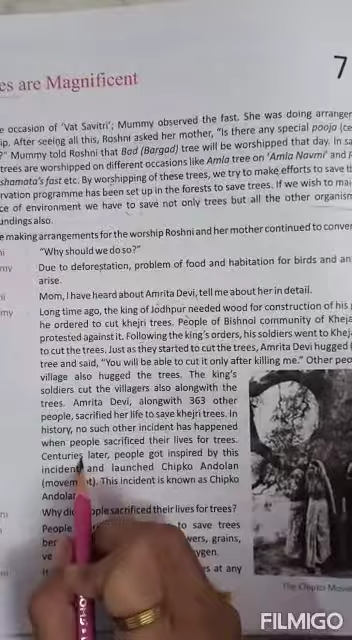 7
es are Magnificent
e occasion of 'Vat Savitri'; Mummy observed the fast. She was doing arrange
ip. After seeing all this, Roshni asked her mother, "Is there any special pooja (ce
?" Mummy told Roshni that Bad (Bargad) tree will be worshipped that day. In sa
trees are worshipped on different occasions like Amla tree on 'Amla Navmi' and
shamata's fast etc. By worshipping of these trees, we try to make efforts to save t
rvation programme has been set up in the forests to save trees. If we wish to mai
ce of environment we have to save not only trees but all the other organism
undings also.
e making arrangements for the worship Roshni and her mother continued to conver
ni "Why should we do so?"
my Due to deforestation, problem of food and habitation for birds and an
arise.
ni Mom, I have heard about Amrita Devi, tell me about her in detail.
my Long time ago, the king of Jodhpur needed wood for construction of his
he ordered to cut khejri trees. People of Bishnoi community of Khej
protested against it. Following the king's orders, his soldiers went to Khej
to cut the trees. Just as they started to cut the trees, Amrita Devi hugged
tree and said, "You will be able to cut it only after killing me." Other peo
village also hugged the trees. The king's
soldiers cut the villagers also alongwith the
trees. Amrita Devi, alongwith 363 other
people, sacrificed her life to save khejri trees. In
history, no such other incident has happened
when people sacrificed their lives for trees.
Centuries later, people got inspired by this
incident and launched Chipko Andolan
(movem t). This incident is known as Chipko
Andola
ni Why did ople sacrificed their lives for trees?
my People to save trees
ber wers, grains,
ve ygen.
ni es at any
The Chipko Move
FILMIGO